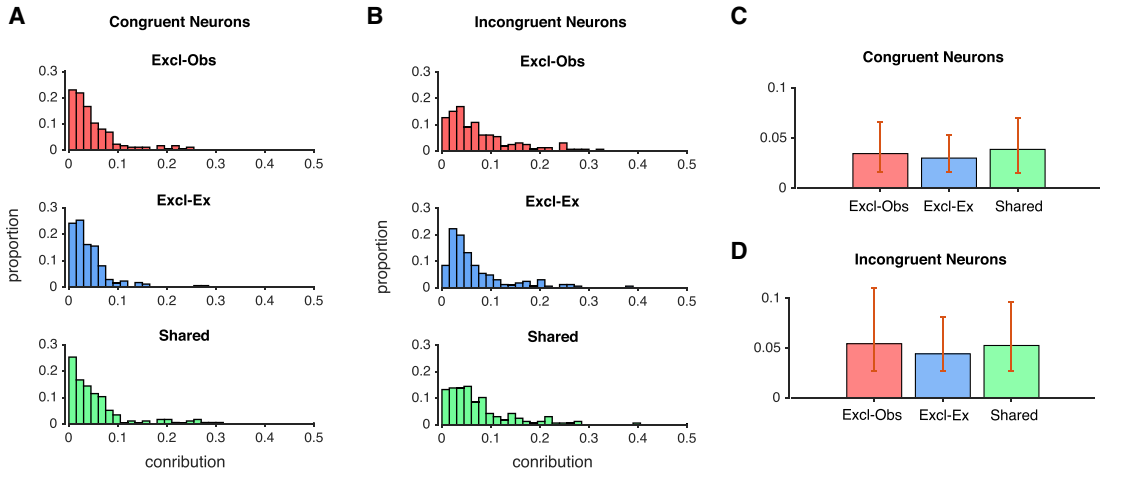 A
Congruent Neurons
Excl-Obs
0.3
0.2
0.1
0
0 0.1 0.2 0.3 0.4 0.5
Excl-Ex
0.3
0.2
0.1
0
0 0.1 0.2 0.3 0.4 0.5
proportion
Shared
0.3
0.2
0.1
0
0 0.1 0.2 0.3 0.4 0.5
conribution
B
Incongruent Neurons
Excl-Obs
0.3
0.2
0.1
0
0 0.1 0.2 0.3 0.4 0.5
Excl-Ex
0.3
0.2
0.1
0
0 0.1 0.2 0.3 0.4 0.5
proportion
Shared
0.3
0.2
0.1
0
0 0.1 0.2 0.3 0.4 0.5
conribution
C
Congruent Neurons
0.1
0.05
0
Excl-Obs Excl-Ex Shared
D
Incongruent Neurons
0.1
0.05
0
Excl-Obs Excl-Ex Shared